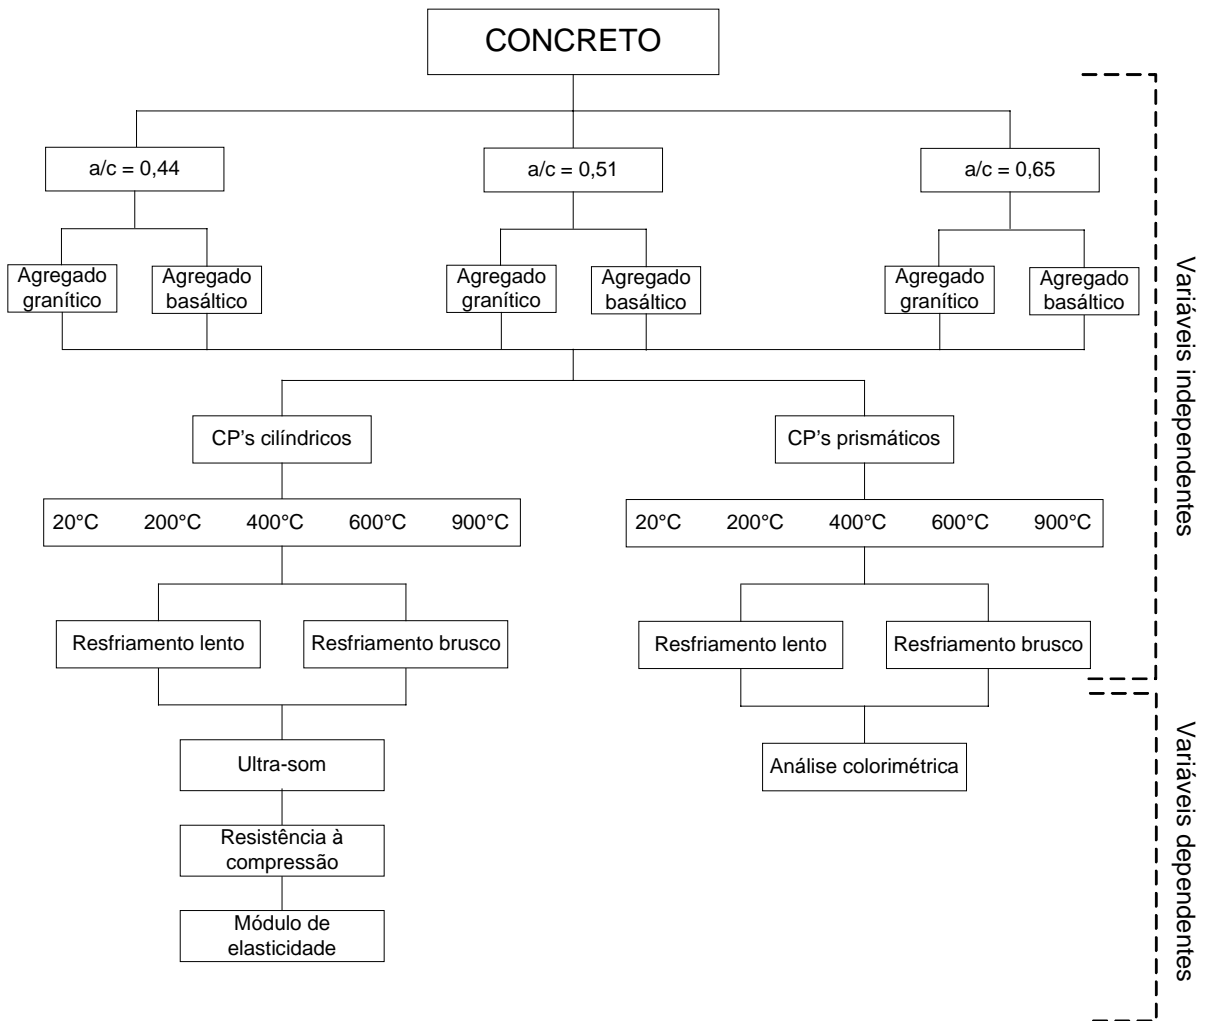 CONCRETO
a/c = 0,44
a/c = 0,51
a/c = 0,65
Agregado
granítico
Agregado
basáltico
Agregado
granítico
Agregado
basáltico
Agregado
granítico
Agregado
basáltico
CP's cilíndricos
CP's prismáticos
20°C 200°C 400°C 600°C 900°C
20°C 200°C 400°C 600°C 900°C
Resfriamento lento
Resfriamento brusco
Resfriamento lento
Resfriamento brusco
Ultra-som
Análise colorimétrica
Resistência à
compressão
Módulo de
elasticidade
Variáveis independentes
Variáveis dependentes